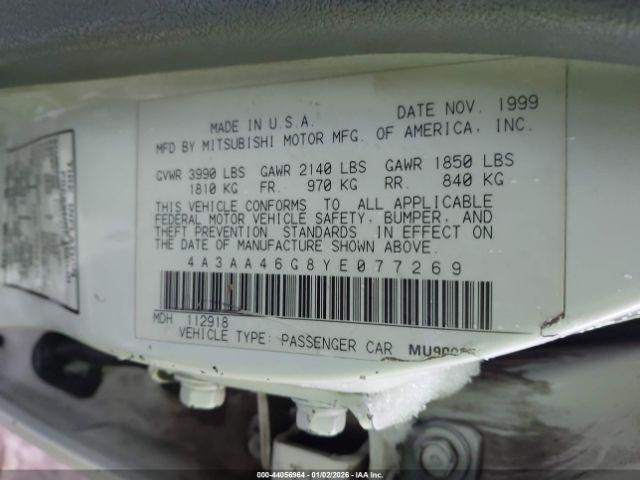 MADE IN U.S.A. DATE NOV. 1999
MFD BY MITSUBISHI MOTOR MFG. OF AMERICA, INC.
GVWR 3990 LBS GAWR 2140 LBS GAWR 1850 LBS
1810 KG FR. 970 KG RR. 840 KG
THIS VEHICLE CONFORMS TO ALL APPLICABLE
FEDERAL MOTOR VEHICLE SAFETY, BUMPER, AND
THEFT PREVENTION STANDARDS IN EFFECT ON
THE DATE OF MANUFACTURE SHOWN ABOVE.
4A3AA46G8YE077269
MDH 112918
VEHICLE TYPE: PASSENGER CAR
000-44056964 - 01/02/2026 - IAA Inc.